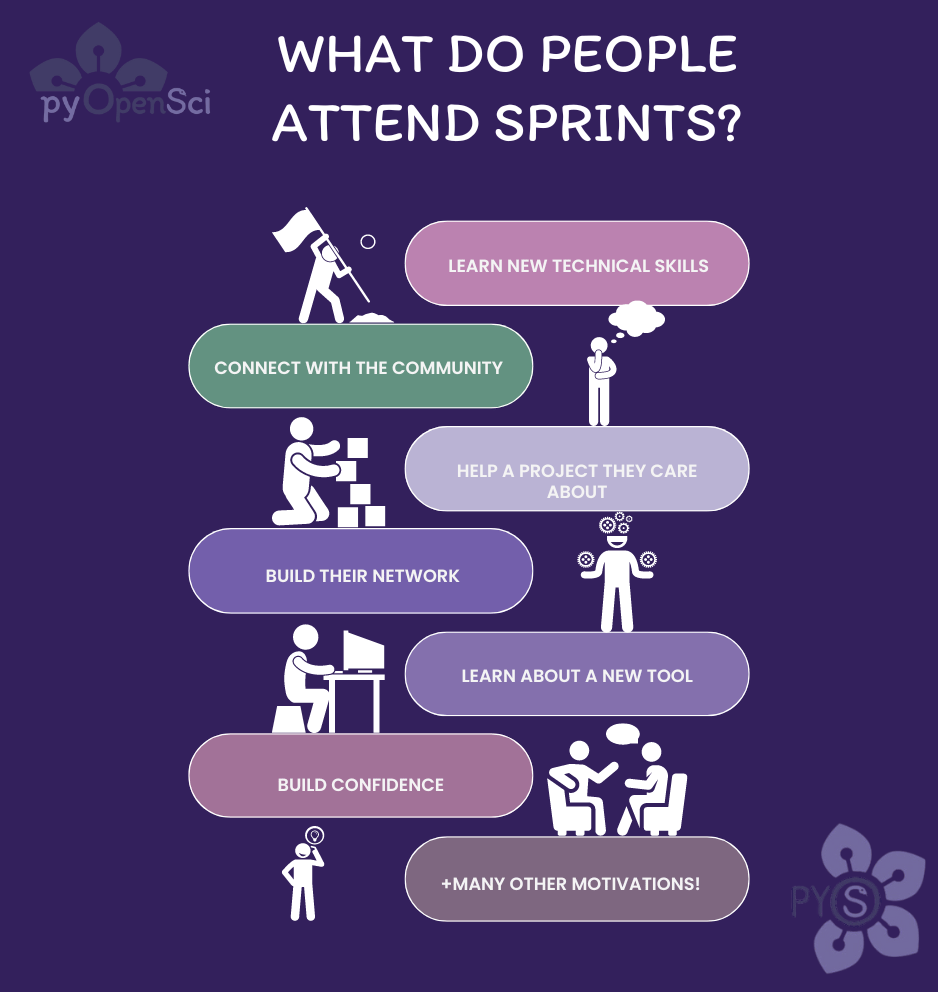 pyOpenSci
WHAT DO PEOPLE
ATTEND SPRINTS?
LEARN NEW TECHNICAL SKILLS
CONNECT WITH THE COMMUNITY
HELP A PROJECT THEY CARE
ABOUT
BUILD THEIR NETWORK
LEARN ABOUT A NEW TOOL
BUILD CONFIDENCE
+MANY OTHER MOTIVATIONS!
PYS